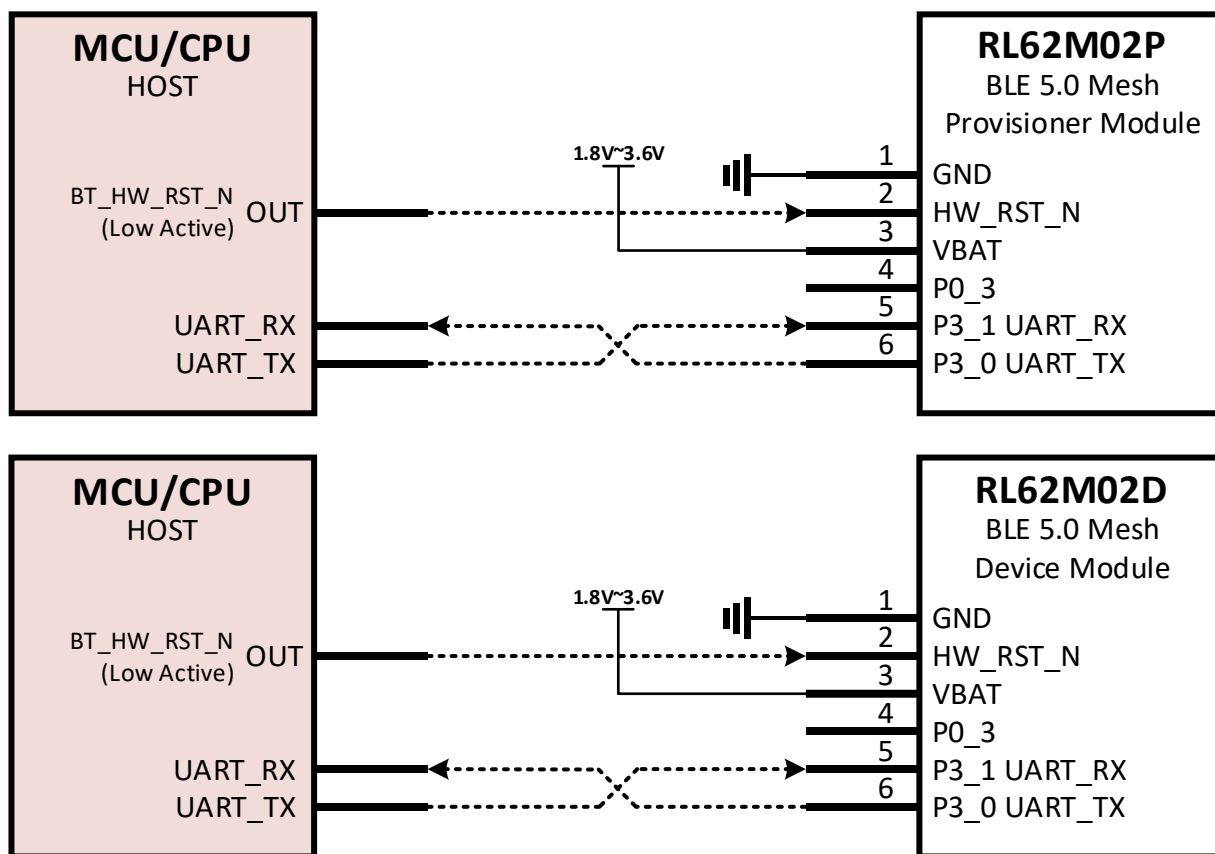 MCU/CPU
HOST
BT_HW_RST_N
(Low Active)
OUT
UART_RX
UART_TX
1.8V~3.6V
RL62M02P
BLE 5.0 Mesh
Provisioner Module
1 GND
2 HW_RST_N
3 VBAT
4 P0_3
5 P3_1 UART_RX
6 P3_0 UART_TX
MCU/CPU
HOST
BT_HW_RST_N
(Low Active)
OUT
UART_RX
UART_TX
1.8V~3.6V
RL62M02D
BLE 5.0 Mesh
Device Module
1 GND
2 HW_RST_N
3 VBAT
4 P0_3
5 P3_1 UART_RX
6 P3_0 UART_TX